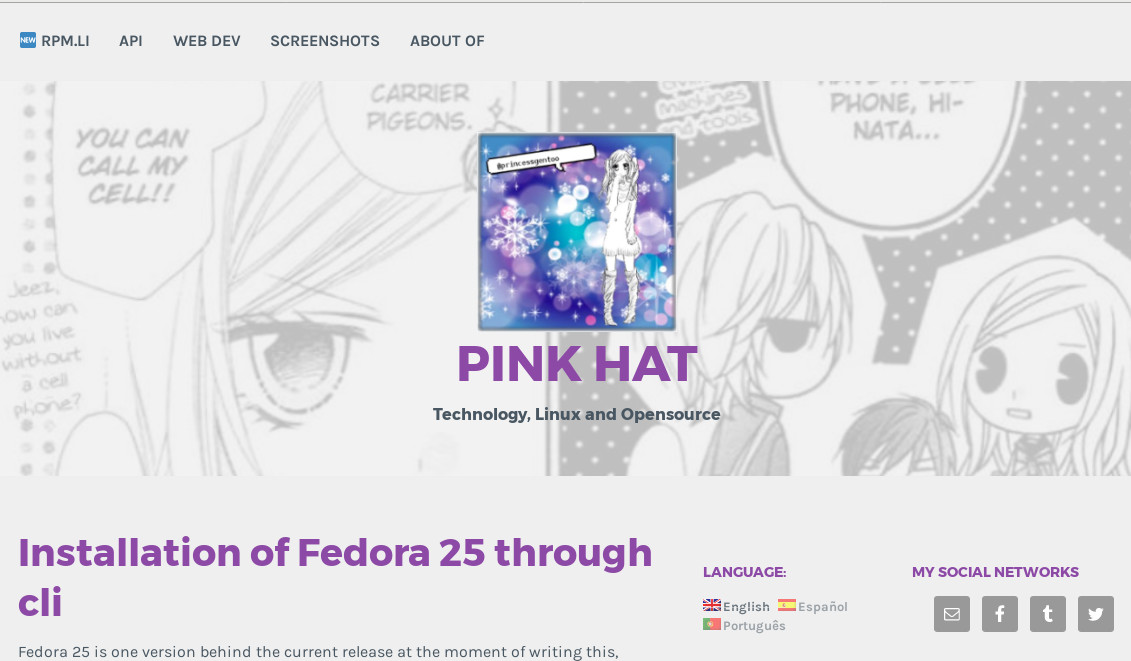 NEW RPM.LI API WEB DEV SCREENSHOTS ABOUT OF
YOU CAN
CALL MY
CELL!!
CARRIER
PIGEONS.
machines
and tools.
PHONE, HI-
NATA...
Jeez,
how can
you live
without
a cell
phone?
@princessgentoo
PINK HAT
Technology, Linux and Opensource
Installation of Fedora 25 through
cli
Fedora 25 is one version behind the current release at the moment of writing this,
LANGUAGE:
English Español
Português
MY SOCIAL NETWORKS